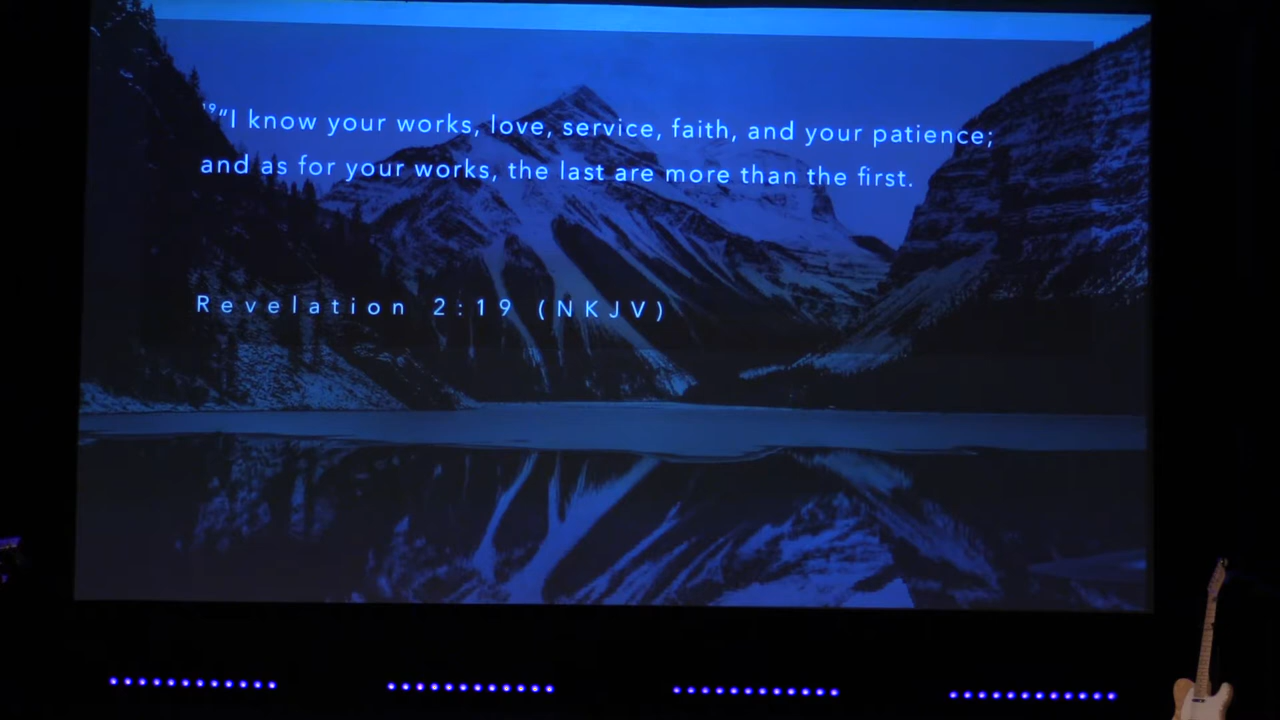 19"I know your works, love, service, faith, and your patience;
and as for your works, the last are more than the first.
Revelation 2:19 (NKJV)